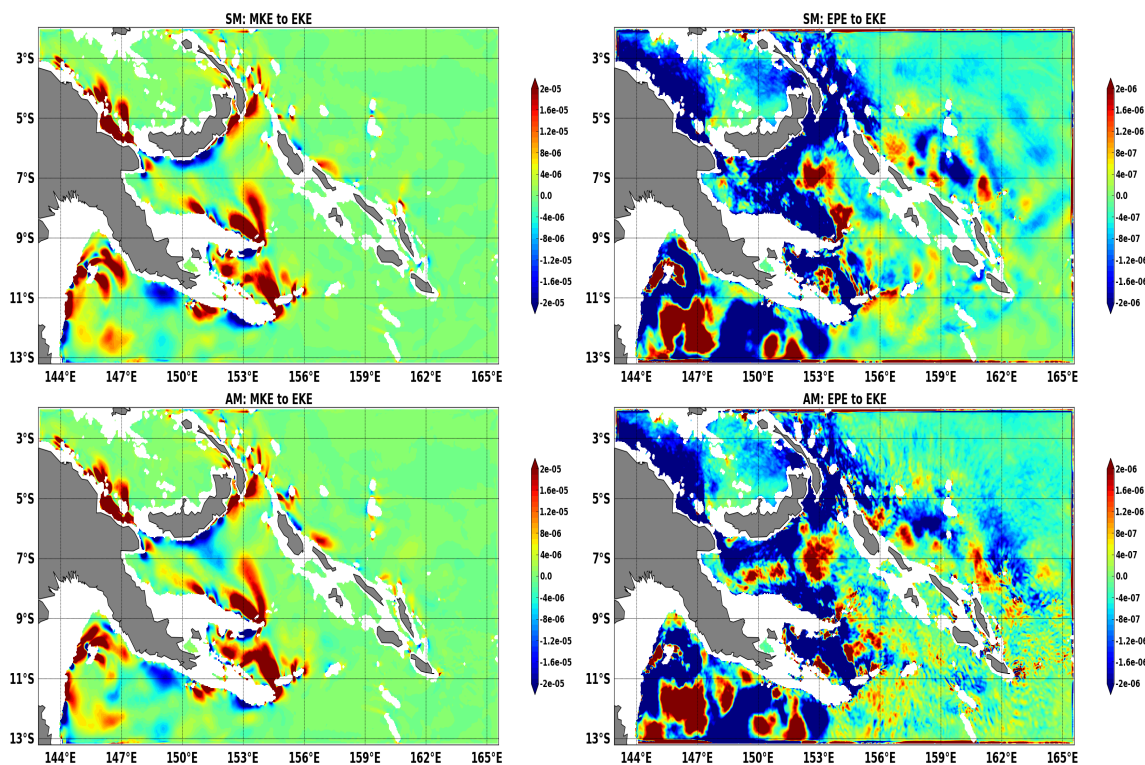 SM: MKE to EKE
3°S
5°S
7°S
9°S
11°S
13°S
144°E 147°E 150°E 153°E 156°E 159°E 162°E 165°E
2e-05
1.6e-05
1.2e-05
8e-06
4e-06
0.0
-4e-06
-8e-06
-1.2e-05
-1.6e-05
-2e-05
SM: EPE to EKE
3°S
5°S
7°S
9°S
11°S
13°S
144°E 147°E 150°E 153°E 156°E 159°E 162°E 165°E
2e-06
1.6e-06
1.2e-06
8e-07
4e-07
0.0
-4e-07
-8e-07
-1.2e-06
-1.6e-06
-2e-06
AM: MKE to EKE
3°S
5°S
7°S
9°S
11°S
13°S
144°E 147°E 150°E 153°E 156°E 159°E 162°E 165°E
2e-05
1.6e-05
1.2e-05
8e-06
4e-06
0.0
-4e-06
-8e-06
-1.2e-05
-1.6e-05
-2e-05
AM: EPE to EKE
3°S
5°S
7°S
9°S
11°S
13°S
144°E 147°E 150°E 153°E 156°E 159°E 162°E 165°E
2e-06
1.6e-06
1.2e-06
8e-07
4e-07
0.0
-4e-07
-8e-07
-1.2e-06
-1.6e-06
-2e-06